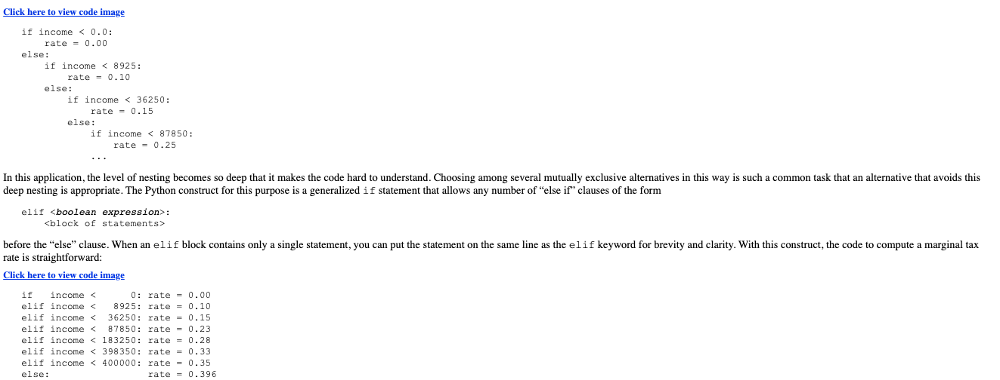 Click here to view code image
if income < 0.0:
    rate = 0.00
else:
    if income < 8925:
        rate = 0.10
    else:
        if income < 36250:
            rate = 0.15
        else:
            if income < 87850:
                rate = 0.25
            ...
In this application, the level of nesting becomes so deep that it makes the code hard to understand. Choosing among several mutually exclusive alternatives in this way is such a common task that an alternative that avoids this
deep nesting is appropriate. The Python construct for this purpose is a generalized if statement that allows any number of “else if” clauses of the form
elif <boolean expression>:
    <block of statements>
before the “else” clause. When an elif block contains only a single statement, you can put the statement on the same line as the elif keyword for brevity and clarity. With this construct, the code to compute a marginal tax
rate is straightforward:
Click here to view code image
if   income <      0: rate = 0.00
elif income <   8925: rate = 0.10
elif income <  36250: rate = 0.15
elif income <  87850: rate = 0.23
elif income < 183250: rate = 0.28
elif income < 398350: rate = 0.33
elif income < 400000: rate = 0.35
else:                 rate = 0.396